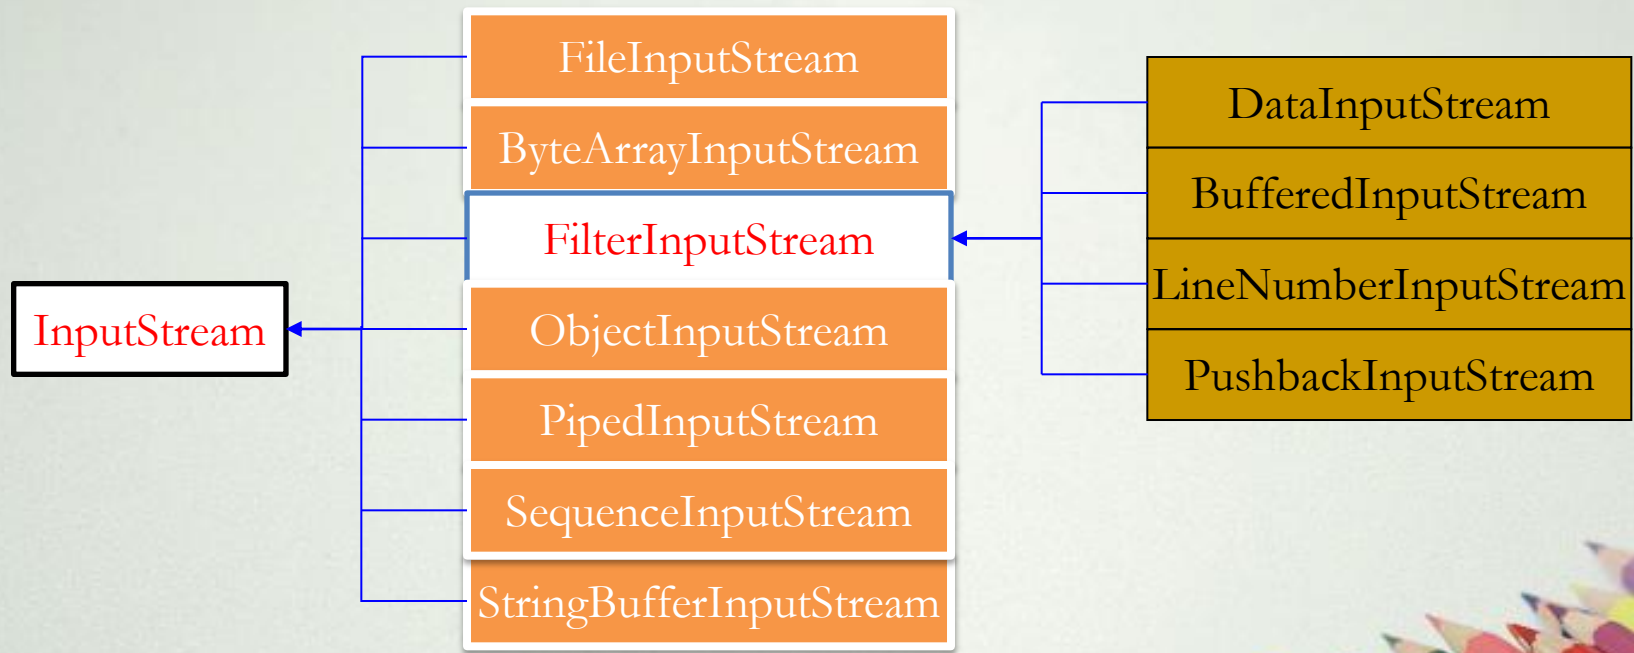 InputStream
FileInputStream
ByteArrayInputStream
FilterInputStream
ObjectInputStream
PipedInputStream
SequenceInputStream
StringBufferInputStream
DataInputStream
BufferedInputStream
LineNumberInputStream
PushbackInputStream